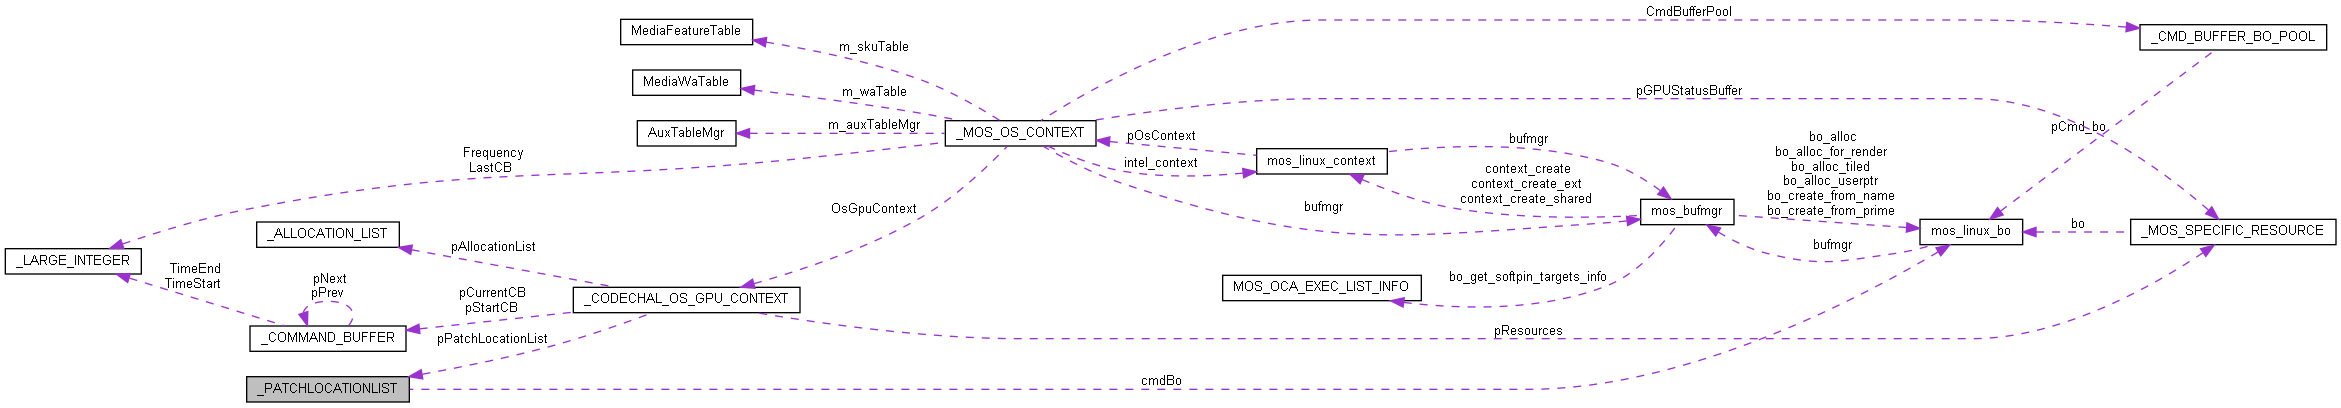 CmdBufferPool
MediaFeatureTable
_CMD_BUFFER_BO_POOL
m_skuTable
MediaWaTable
m_waTable
pGPUStatusBuffer
AuxTableMgr
m_auxTableMgr
_MOS_OS_CONTEXT
pOsContext
pCmd_bo
bufmgr
bo_alloc
bo_alloc_for_render
bo_alloc_tiled
bo_alloc_userptr
bo_create_from_name
bo_create_from_prime
Frequency
LastCB
intel_context
mos_linux_context
context_create
context_create_ext
context_create_shared
OsGpuContext
bufmgr
mos_bufmgr
_ALLOCATION_LIST
mos_linux_bo
bo
_MOS_SPECIFIC_RESOURCE
pAllocationList
bufmgr
_LARGE_INTEGER
TimeEnd
TimeStart
pNext
pPrev
bo_get_softpin_targets_info
MOS_OCA_EXEC_LIST_INFO
pCurrentCB
pStartCB
_CODECHAL_OS_GPU_CONTEXT
_COMMAND_BUFFER
pPatchLocationList
pResources
_PATCHLOCATIONLIST
cmdBo